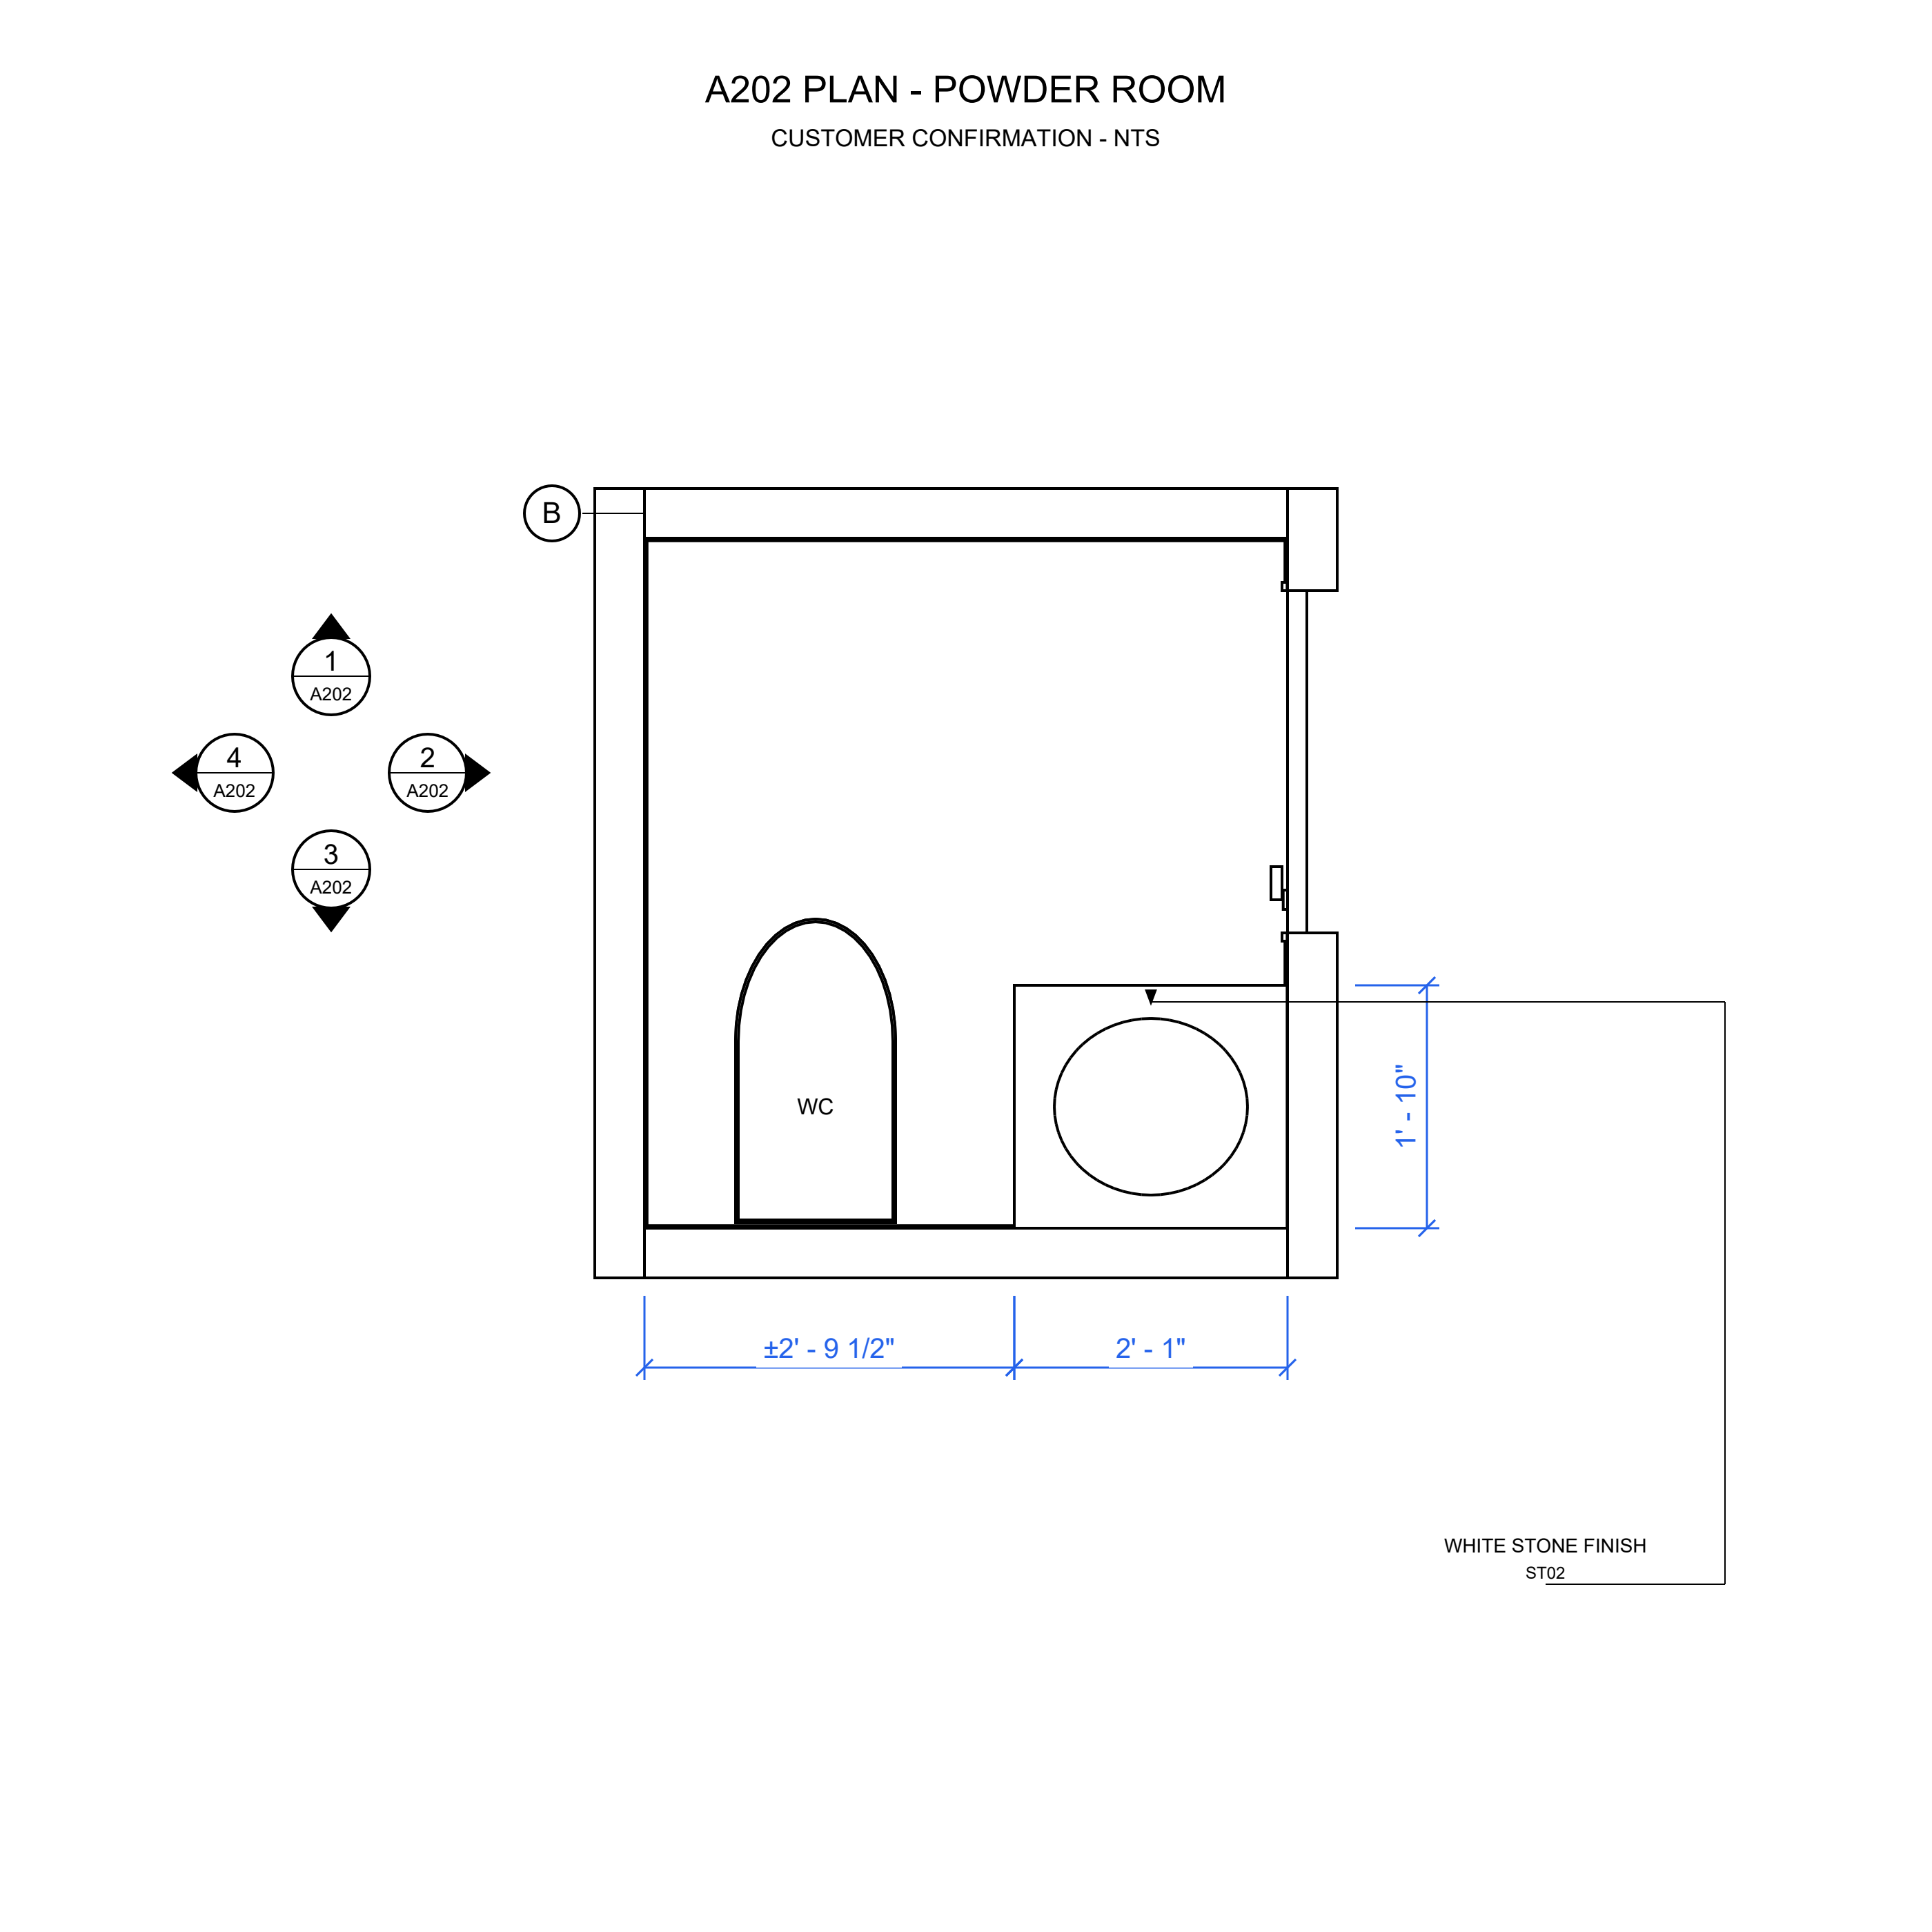 A202 PLAN - POWDER ROOM
CUSTOMER CONFIRMATION - NTS
B
1
A202
4
A202
2
A202
3
A202
WC
1' - 10"
±2' - 9 1/2"
2' - 1"
WHITE STONE FINISH
ST02